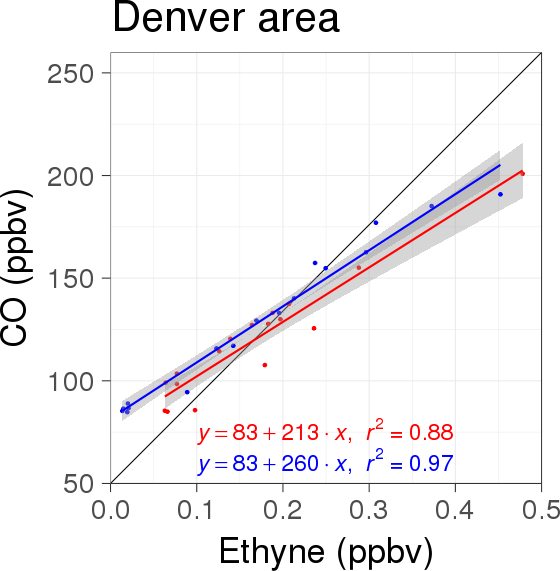 Denver area
CO (ppbv)
250
200
150
100
50
y = 83 + 213 · x, r² = 0.88
y = 83 + 260 · x, r² = 0.97
0.0 0.1 0.2 0.3 0.4 0.5
Ethyne (ppbv)